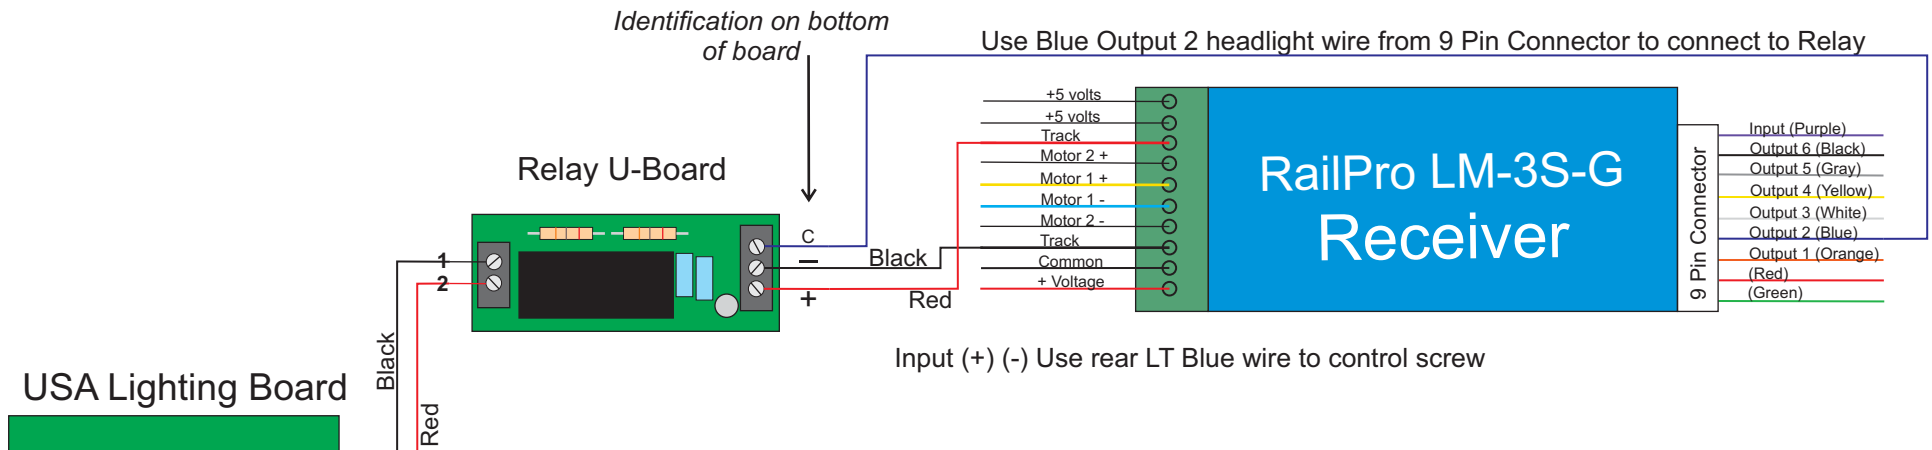 Identification on bottom
of board
Use Blue Output 2 headlight wire from 9 Pin Connector to connect to Relay
Relay U-Board
C
–
+
1
2
Black
Red
Black
Red
+5 volts
+5 volts
Track
Motor 2 +
Motor 1 +
Motor 1 -
Motor 2 -
Track
Common
+ Voltage
RailPro LM-3S-G
Receiver
9 Pin Connector
Input (Purple)
Output 6 (Black)
Output 5 (Gray)
Output 4 (Yellow)
Output 3 (White)
Output 2 (Blue)
Output 1 (Orange)
(Red)
(Green)
Input (+) (-) Use rear LT Blue wire to control screw
USA Lighting Board